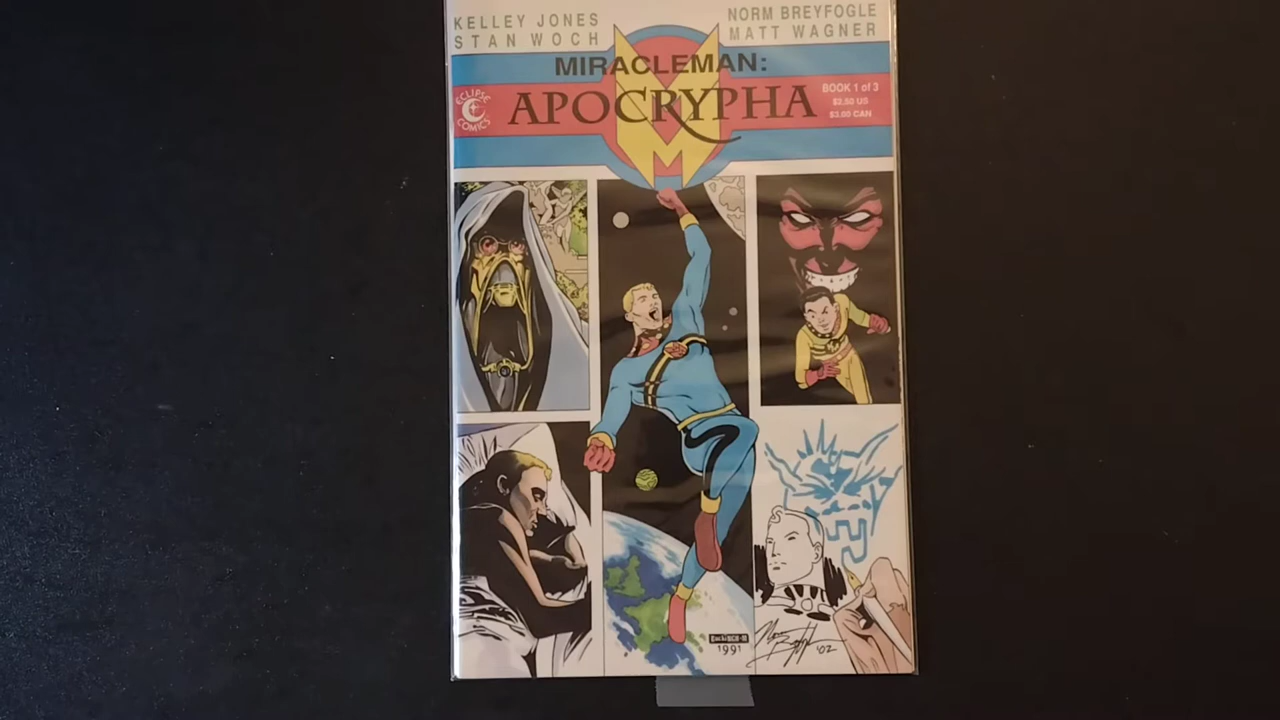 KELLEY JONES
STAN WOCH
NORM BREYFOGLE
MATT WAGNER
MIRACLEMAN:
APOCRYPHA
ECLIPSE
COMICS
BOOK 1 of 3
$2.50 US
$3.00 CAN
1991
'02